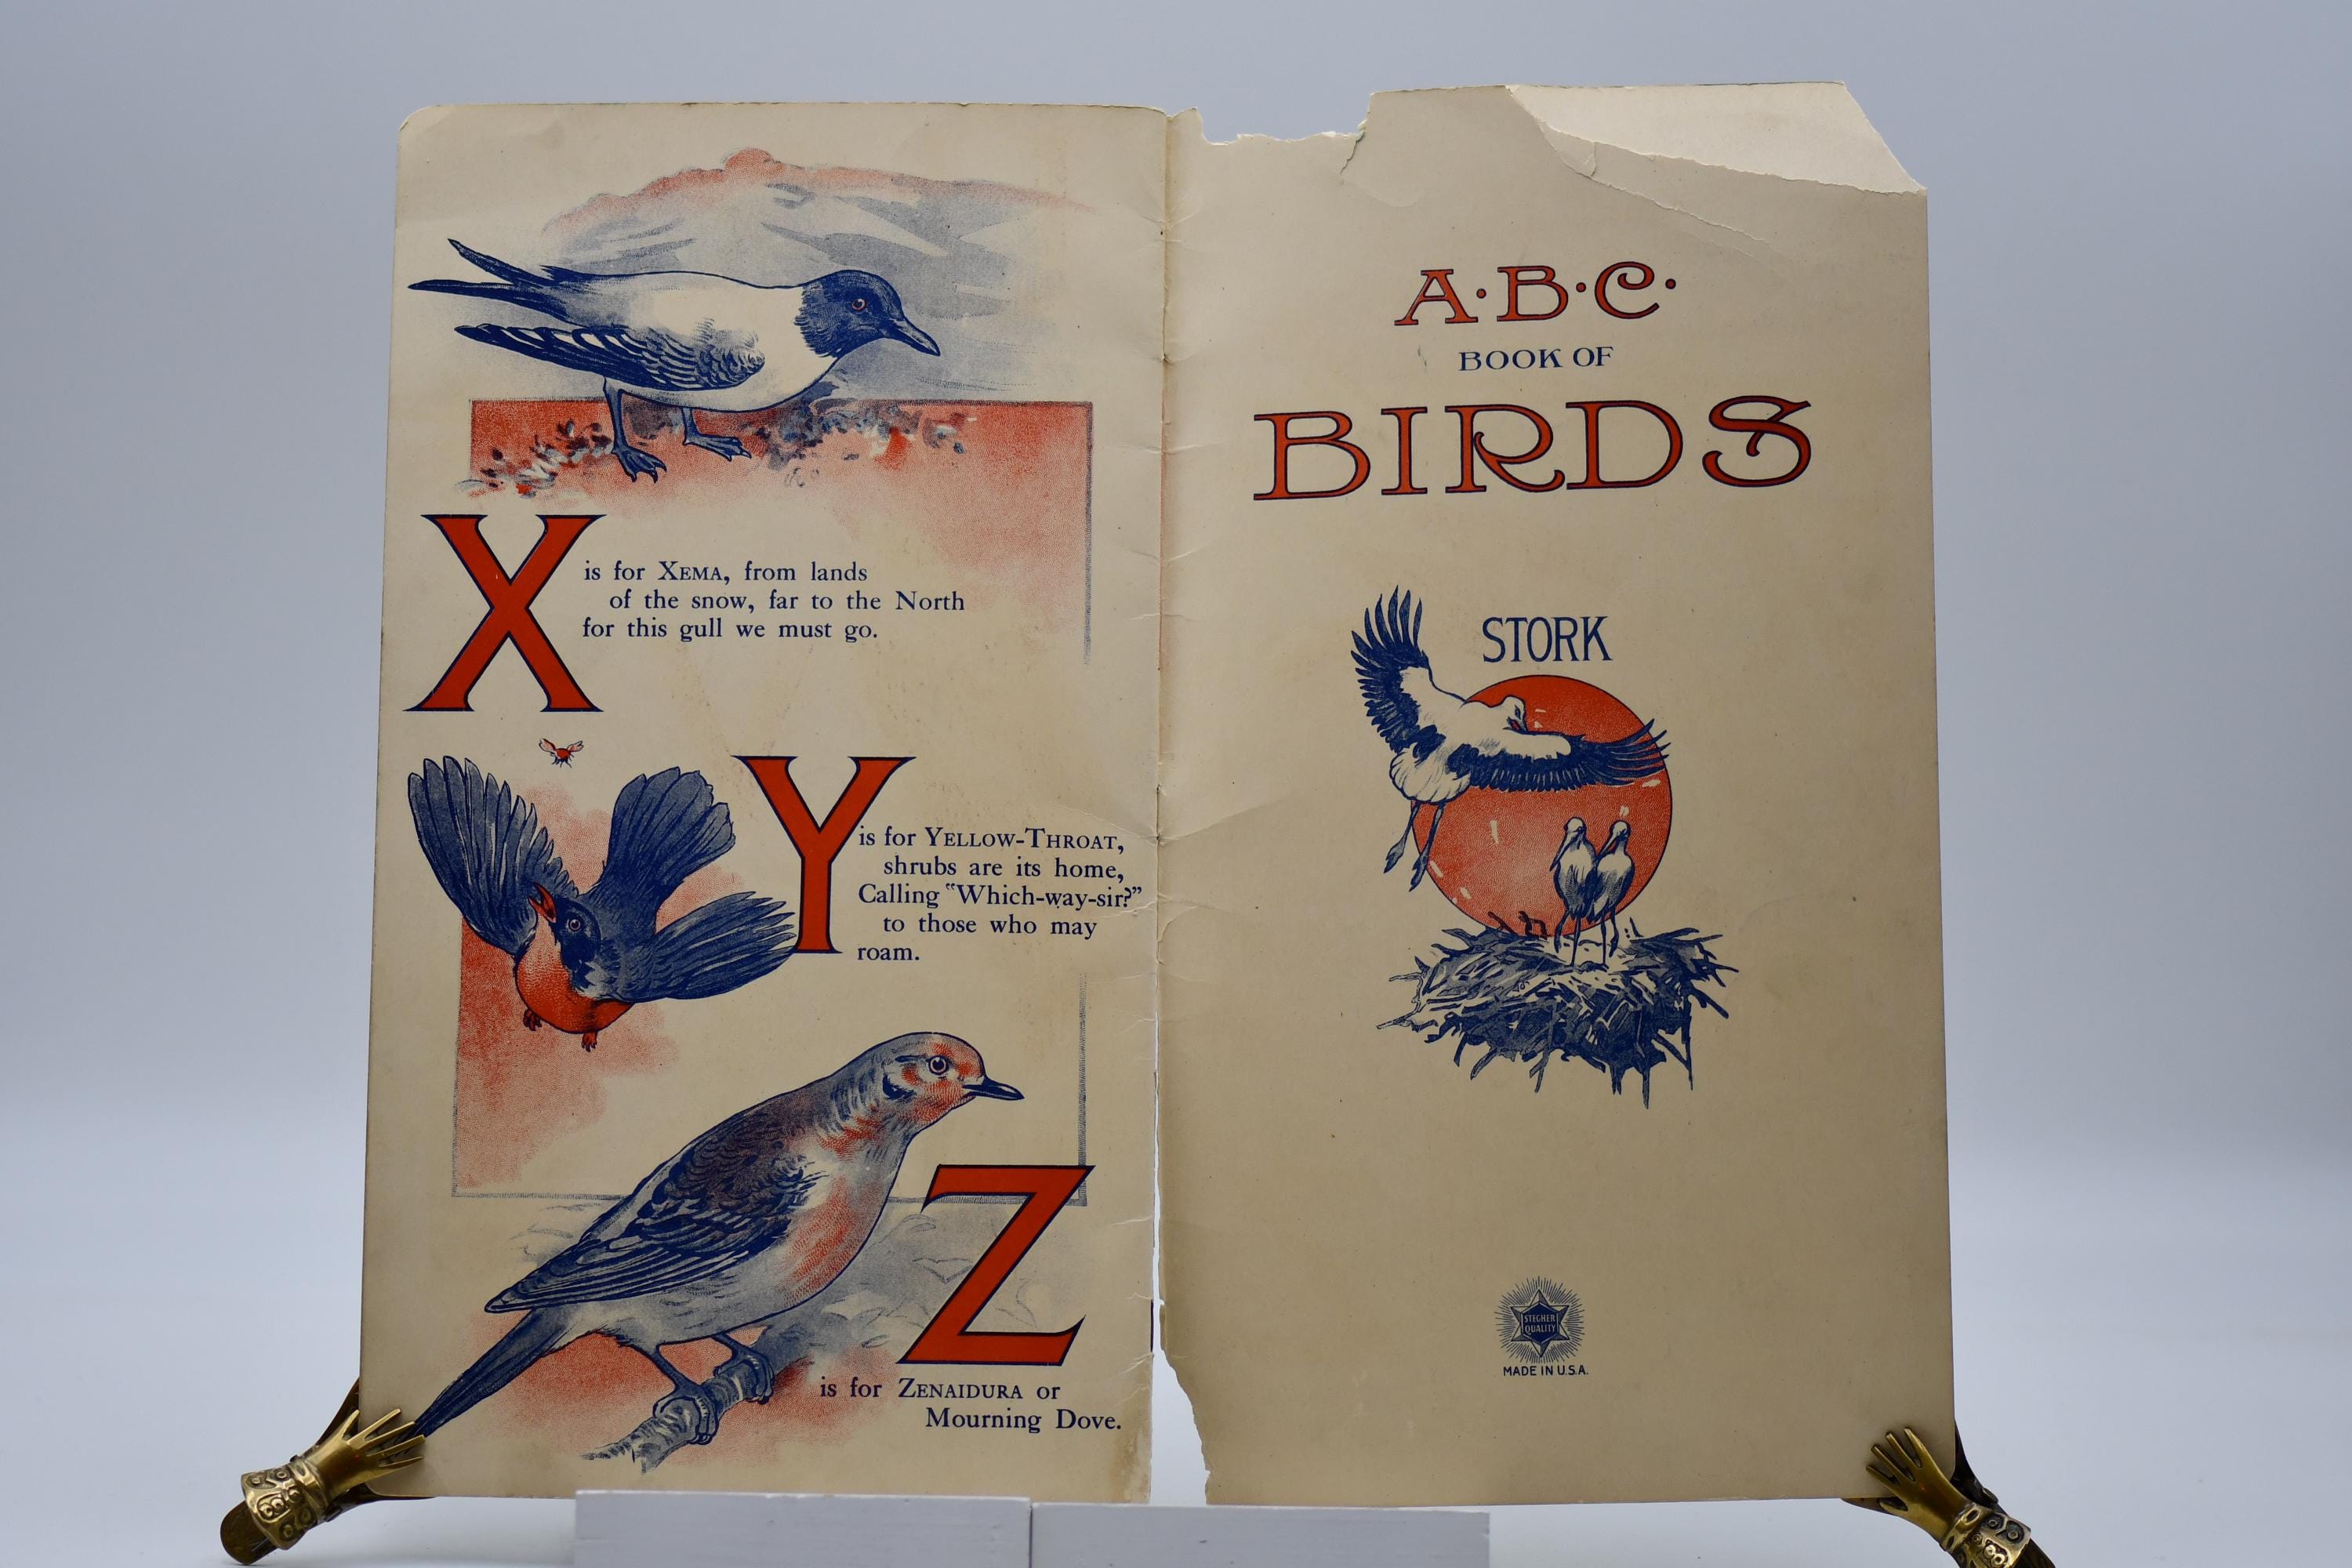 X is for XEMA, from lands
of the snow, far to the North
for this gull we must go.
Y is for YELLOW-THROAT,
shrubs are its home,
Calling "Which-way-sir?"
to those who may
roam.
Z
is for ZENAIDURA or
Mourning Dove.
A·B·C·
BOOK OF
BIRDS
STORK
STECHER
QUALITY
MADE IN U.S.A.